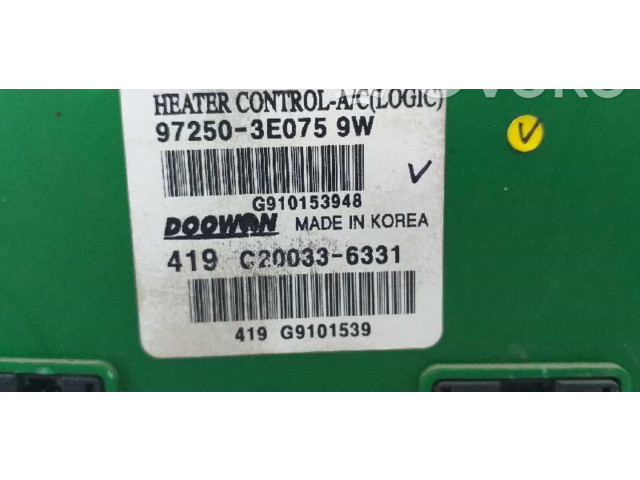 HEATER CONTROL-A/C(LOGIC)
97250-3E075 9W
G910153948
DOOWON MADE IN KOREA
419 C20033-6331
419 G9101539